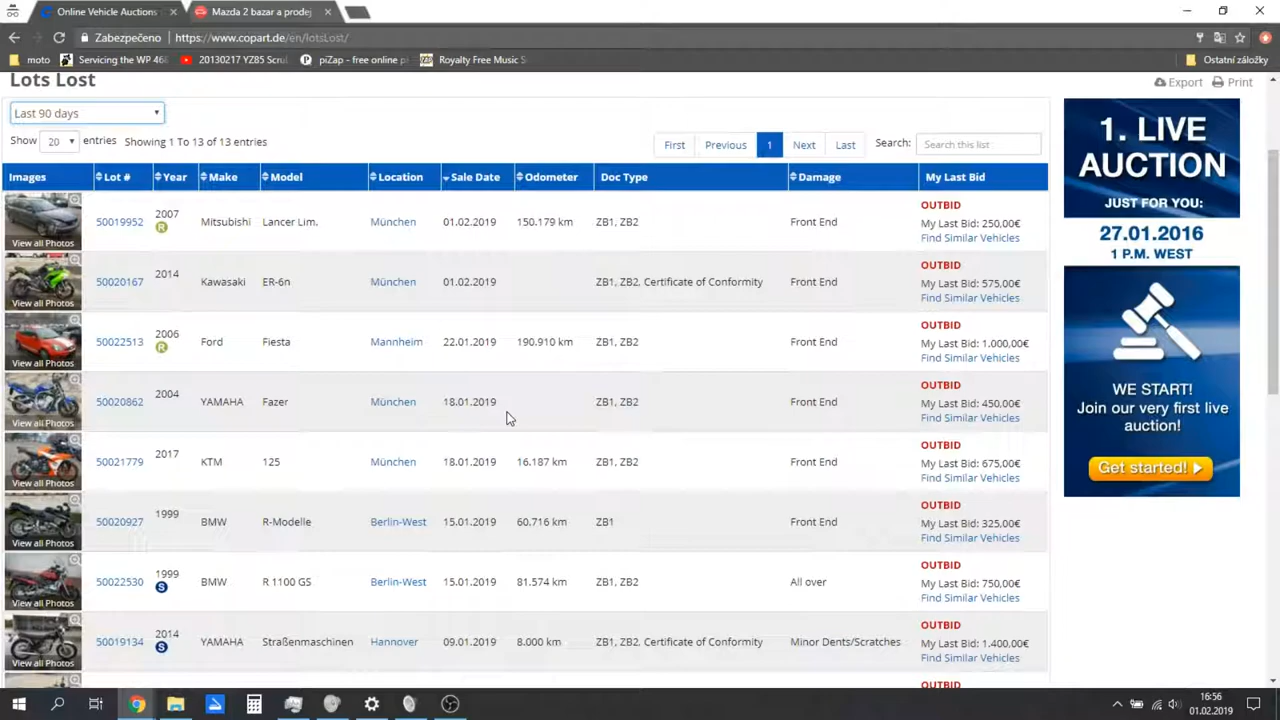 Online Vehicle Auctions
Mazda 2 bazar a prodej
Zabezpečeno
https://www.copart.de/en/lotsLost/
moto
Servicing the WP 46
20130217 YZ85 Scru
piZap - free online p
Royalty Free Music S
Ostatní záložky
Lots Lost
Export
Print
Last 90 days
Show 20 entries Showing 1 To 13 of 13 entries
First Previous 1 Next Last
Search: Search this list
Images Lot # Year Make Model Location Sale Date Odometer Doc Type Damage My Last Bid
View all Photos 50019952 2007 R Mitsubishi Lancer Lim. München 01.02.2019 150.179 km ZB1, ZB2 Front End OUTBID
My Last Bid: 250,00€
Find Similar Vehicles
View all Photos 50020167 2014 Kawasaki ER-6n München 01.02.2019 ZB1, ZB2, Certificate of Conformity Front End OUTBID
My Last Bid: 575,00€
Find Similar Vehicles
View all Photos 50022513 2006 R Ford Fiesta Mannheim 22.01.2019 190.910 km ZB1, ZB2 Front End OUTBID
My Last Bid: 1.000,00€
Find Similar Vehicles
View all Photos 50020862 2004 YAMAHA Fazer München 18.01.2019 ZB1, ZB2 Front End OUTBID
My Last Bid: 450,00€
Find Similar Vehicles
View all Photos 50021779 2017 KTM 125 München 18.01.2019 16.187 km ZB1, ZB2 Front End OUTBID
My Last Bid: 675,00€
Find Similar Vehicles
View all Photos 50020927 1999 BMW R-Modelle Berlin-West 15.01.2019 60.716 km ZB1 Front End OUTBID
My Last Bid: 325,00€
Find Similar Vehicles
View all Photos 50022530 1999 S BMW R 1100 GS Berlin-West 15.01.2019 81.574 km ZB1, ZB2 All over OUTBID
My Last Bid: 750,00€
Find Similar Vehicles
View all Photos 50019134 2014 S YAMAHA Straßenmaschinen Hannover 09.01.2019 8.000 km ZB1, ZB2, Certificate of Conformity Minor Dents/Scratches OUTBID
My Last Bid: 1.400,00€
Find Similar Vehicles
OUTBID
1. LIVE
AUCTION
JUST FOR YOU:
27.01.2016
1 P.M. WEST
WE START!
Join our very first live
auction!
Get started!
16:56
01.02.2019